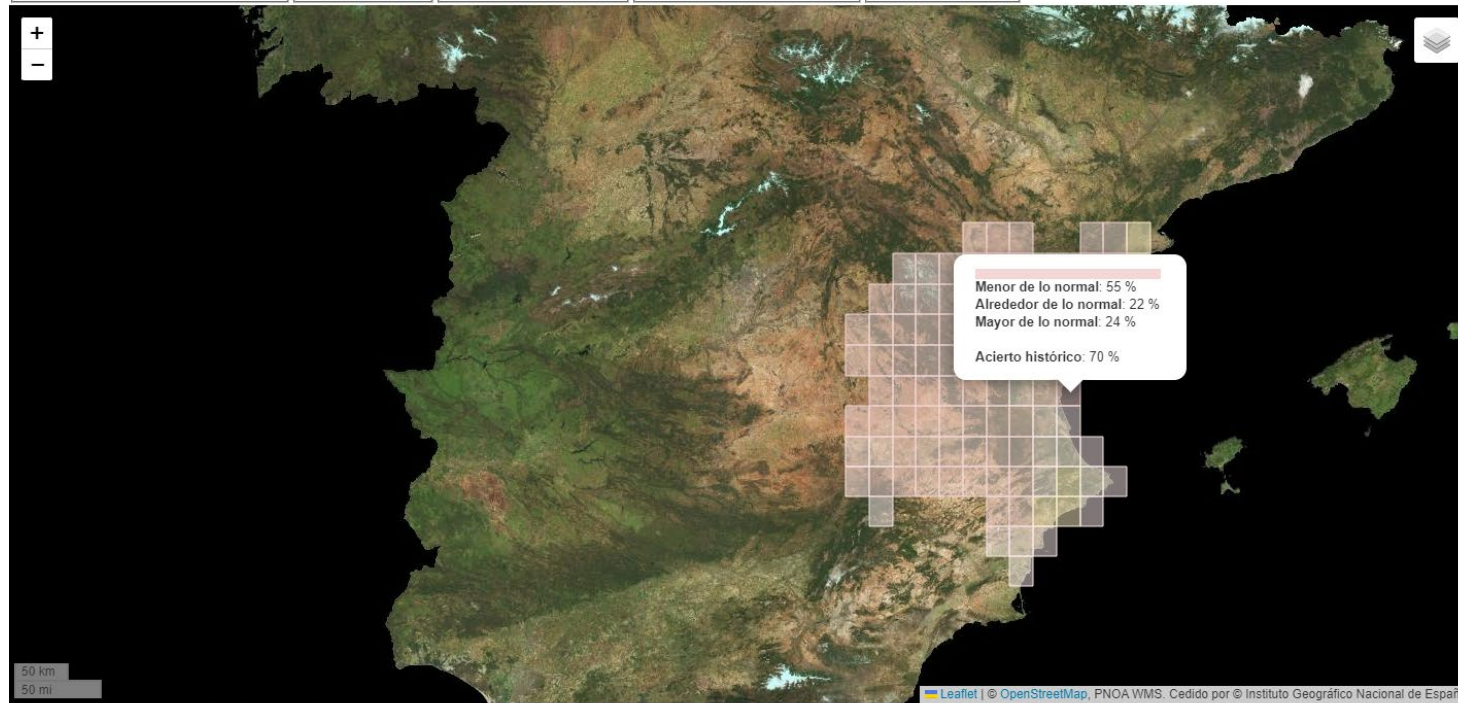 +
−
Menor de lo normal: 55 %
Alrededor de lo normal: 22 %
Mayor de lo normal: 24 %
Acierto histórico: 70 %
50 km
50 mi
Leaflet | © OpenStreetMap, PNOA WMS. Cedido por © Instituto Geográfico Nacional de Españ